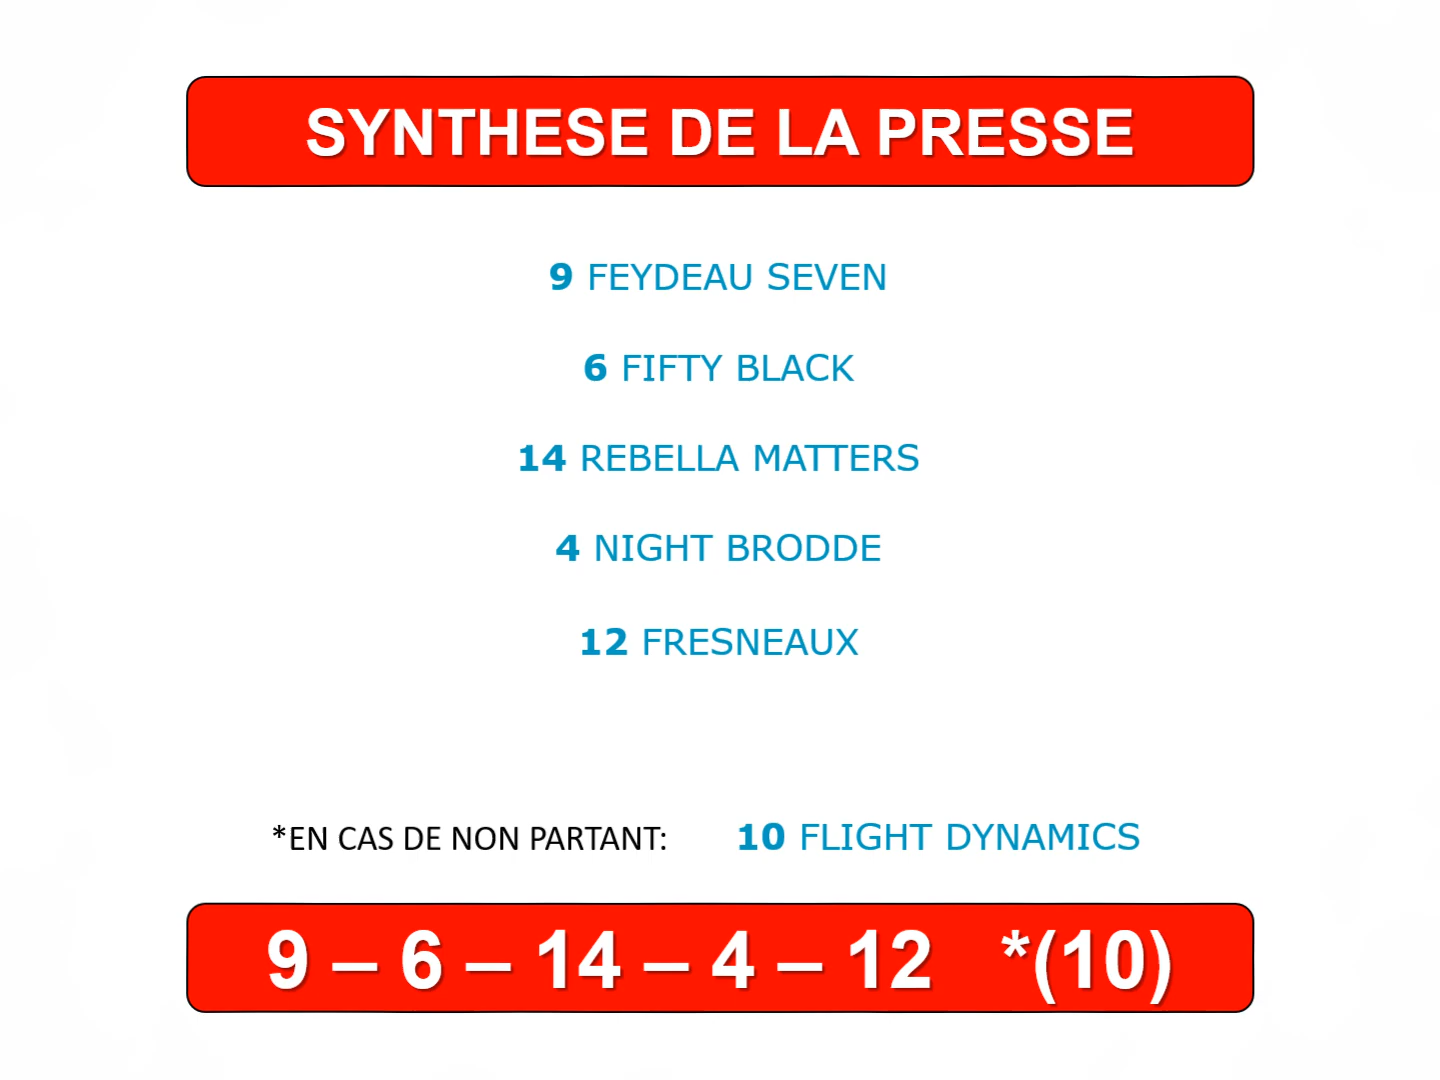 SYNTHESE DE LA PRESSE
9 FEYDEAU SEVEN
6 FIFTY BLACK
14 REBELLA MATTERS
4 NIGHT BRODDE
12 FRESNEAUX
*EN CAS DE NON PARTANT: 10 FLIGHT DYNAMICS
9 – 6 – 14 – 4 – 12 *(10)